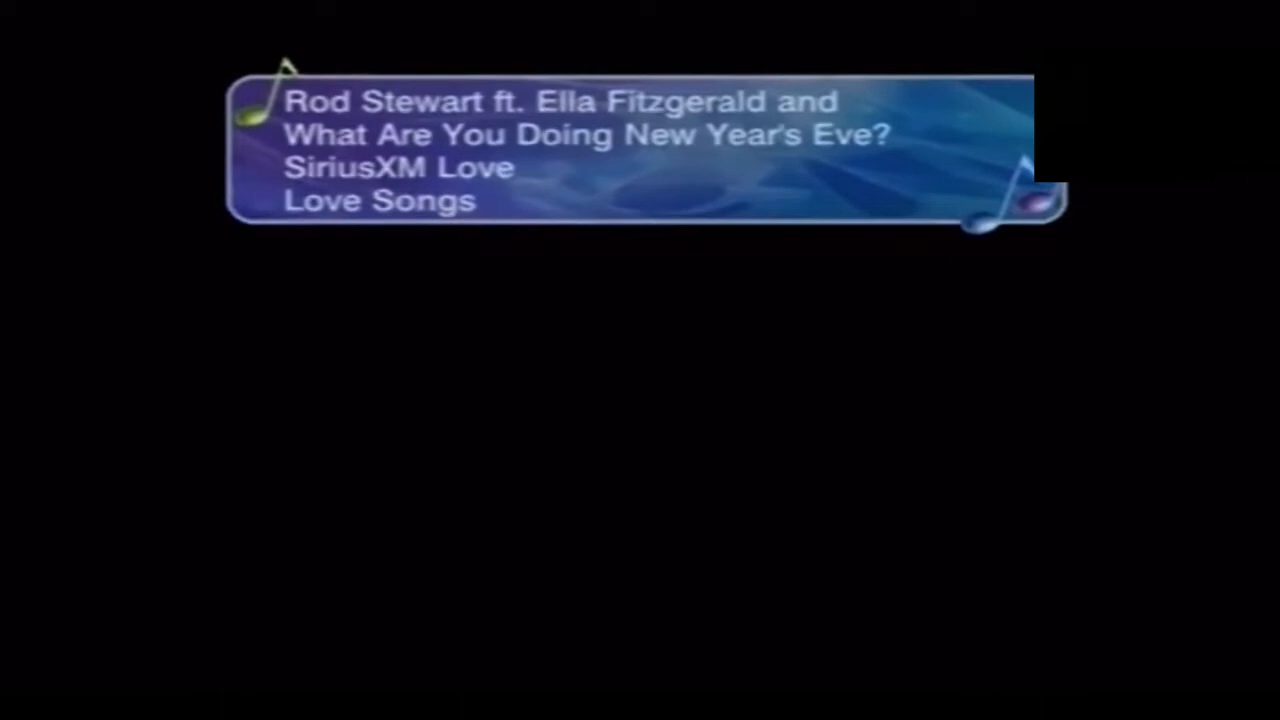 Rod Stewart ft. Ella Fitzgerald and
What Are You Doing New Year's Eve?
SiriusXM Love
Love Songs